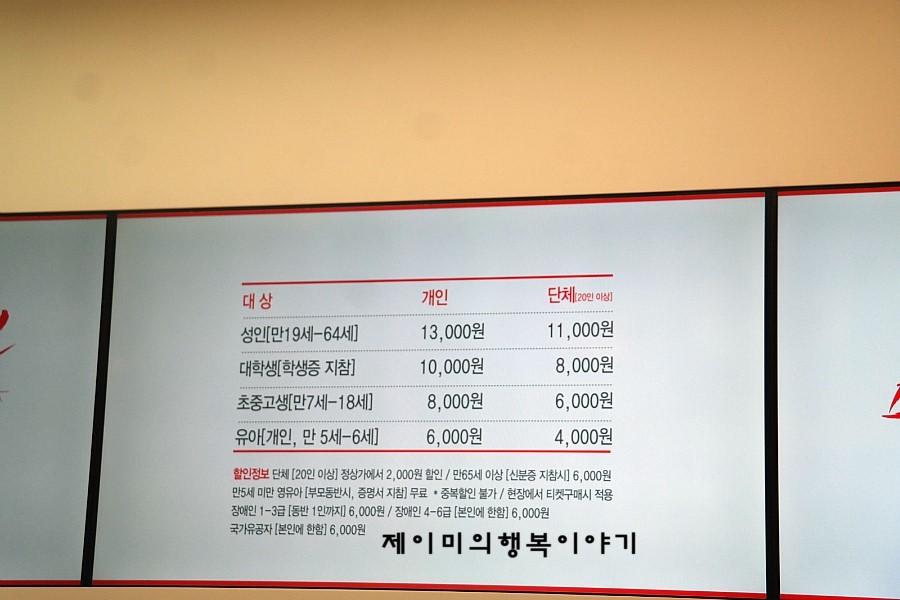 대상 개인 단체[20인 이상]
성인[만19세-64세] 13,000원 11,000원
대학생[학생증 지참] 10,000원 8,000원
초중고생[만7세-18세] 8,000원 6,000원
유아[개인, 만 5세-6세] 6,000원 4,000원
할인정보 단체 [20인 이상] 정상가에서 2,000원 할인 / 만65세 이상 [신분증 지참시] 6,000원
만5세 미만 영유아 [부모동반시, 증명서 지참] 무료 * 중복할인 불가 / 현장에서 티켓구매시 적용
장애인 1-3급 [동반 1인까지] 6,000원 / 장애인 4-6급 [본인에 한함] 6,000원
국가유공자 [본인에 한함] 6,000원
제이미의행복이야기